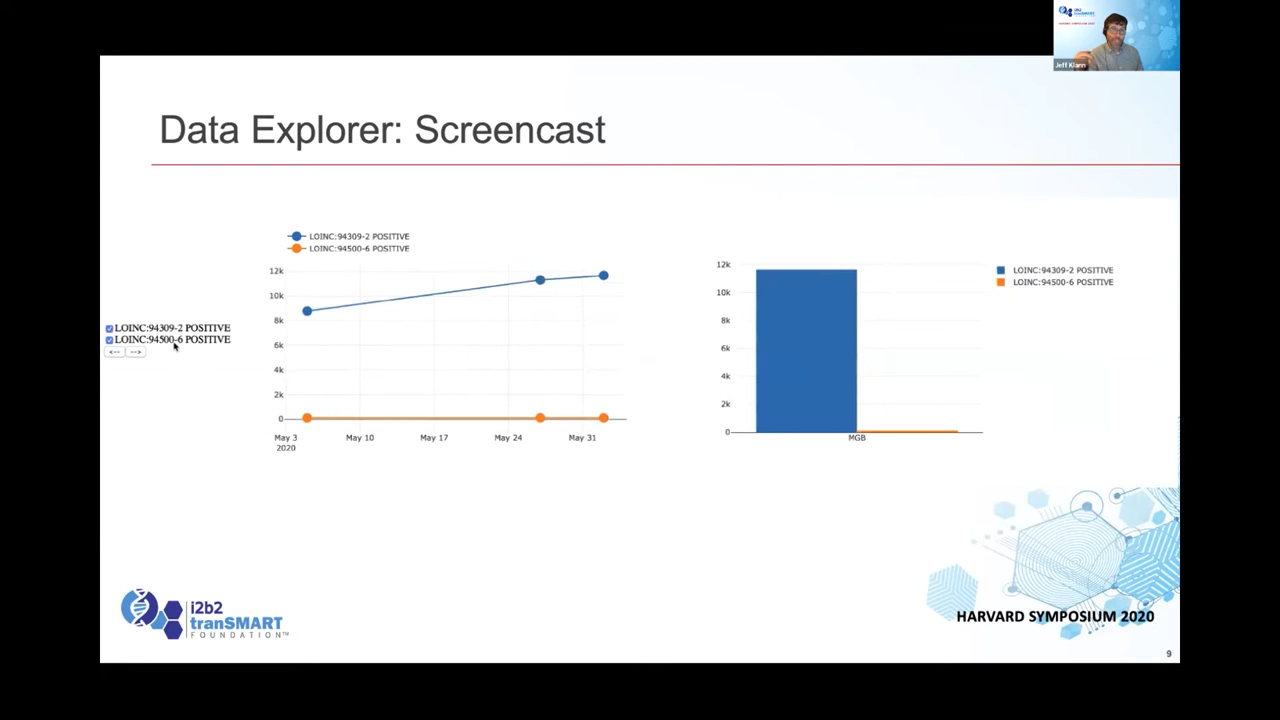 i2b2
tranSMART
Jeff Klann
Data Explorer: Screencast
LOINC:94309-2 POSITIVE
LOINC:94500-6 POSITIVE
<--
-->
LOINC:94309-2 POSITIVE
LOINC:94500-6 POSITIVE
12k
10k
8k
6k
4k
2k
0
May 3
2020
May 10
May 17
May 24
May 31
12k
10k
8k
6k
4k
2k
0
MGB
LOINC:94309-2 POSITIVE
LOINC:94500-6 POSITIVE
i2b2
tranSMART
FOUNDATION™
HARVARD SYMPOSIUM 2020
9